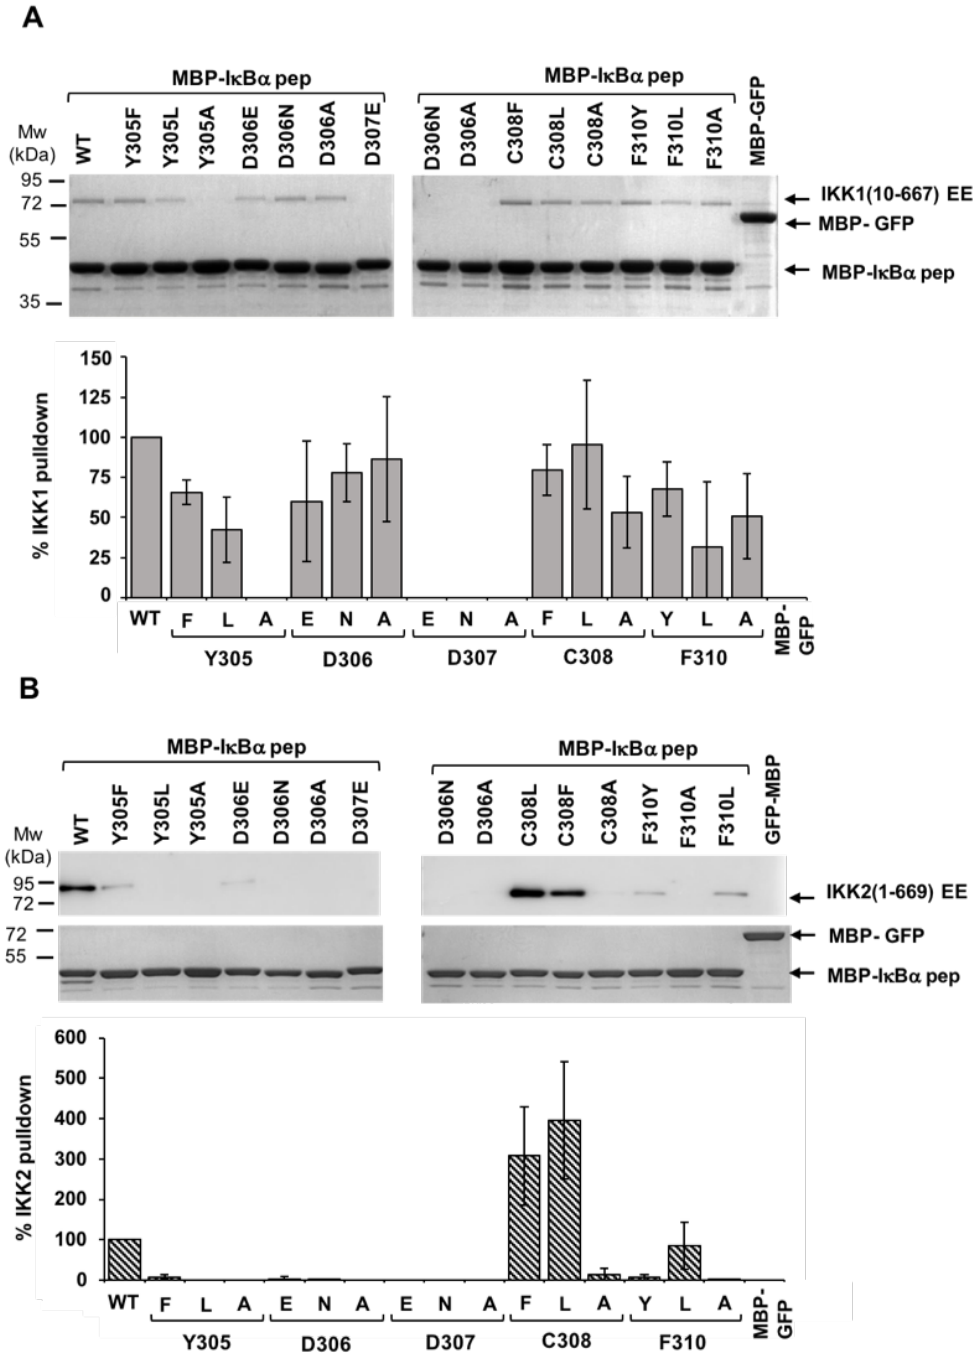 A
MBP-IκBα pep
MBP-IκBα pep
Mw
(kDa)
WT
Y305F
Y305L
Y305A
D306E
D306N
D306A
D307E
D306N
D306A
C308F
C308L
C308A
F310Y
F310L
F310A
MBP-GFP
95
72
55
35
IKK1(10-667) EE
MBP- GFP
MBP-IκBα pep
% IKK1 pulldown
150
125
100
75
50
25
0
WT F L A E N A E N A F L A Y L A MBP-GFP
Y305 D306 D307 C308 F310
B
MBP-IκBα pep
MBP-IκBα pep
Mw
(kDa)
WT
Y305F
Y305L
Y305A
D306E
D306N
D306A
D307E
D306N
D306A
C308L
C308F
C308A
F310Y
F310A
F310L
GFP-MBP
95
72
72
55
IKK2(1-669) EE
MBP- GFP
MBP-IκBα pep
% IKK2 pulldown
600
500
400
300
200
100
0
WT F L A E N A E N A F L A Y L A MBP-GFP
Y305 D306 D307 C308 F310